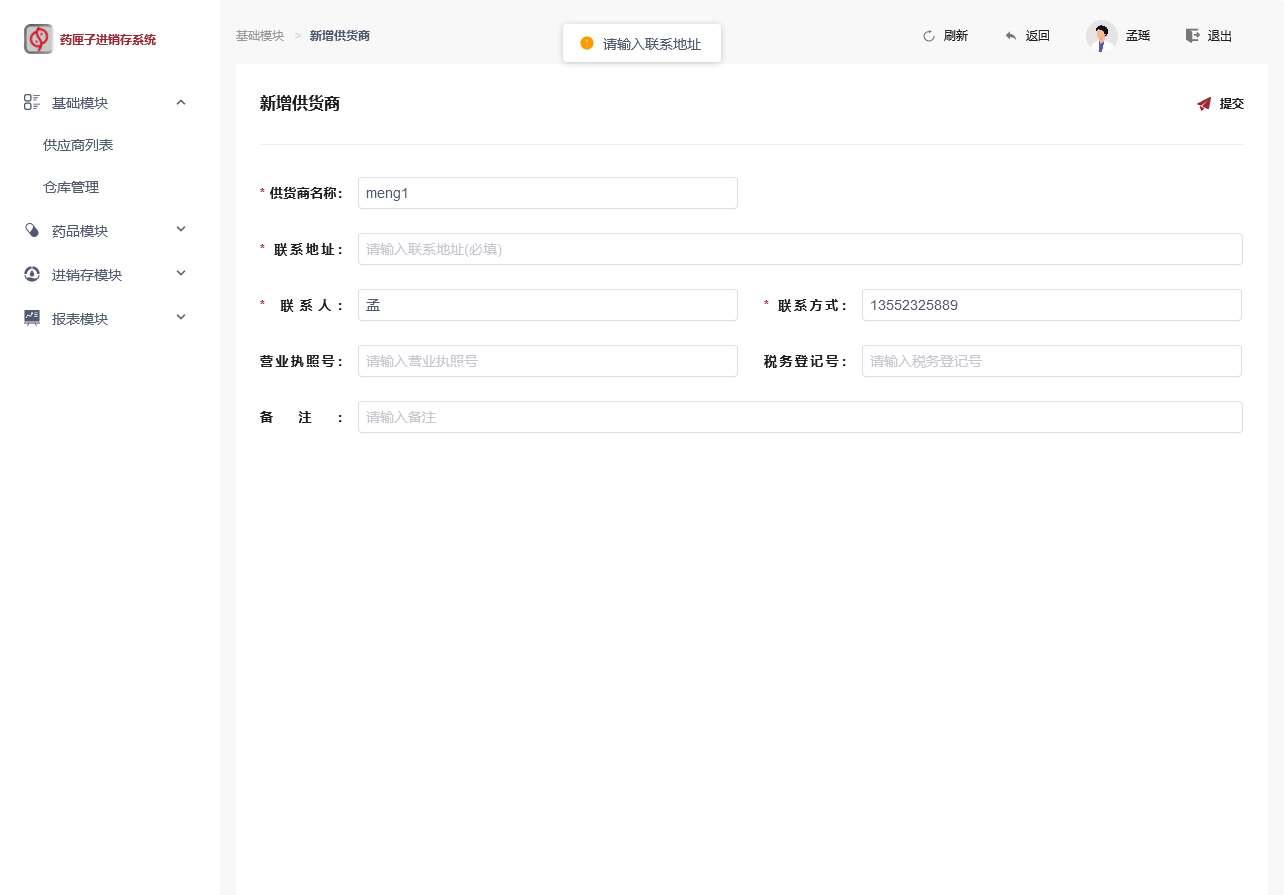 药匣子进销存系统
基础模块 > 新增供货商
请输入联系地址
刷新
返回
孟瑶
退出
基础模块
供应商列表
仓库管理
药品模块
进销存模块
报表模块
新增供货商
提交
* 供货商名称: meng1
* 联系地址: 请输入联系地址(必填)
* 联系人: 孟
* 联系方式: 13552325889
营业执照号: 请输入营业执照号
税务登记号: 请输入税务登记号
备注: 请输入备注